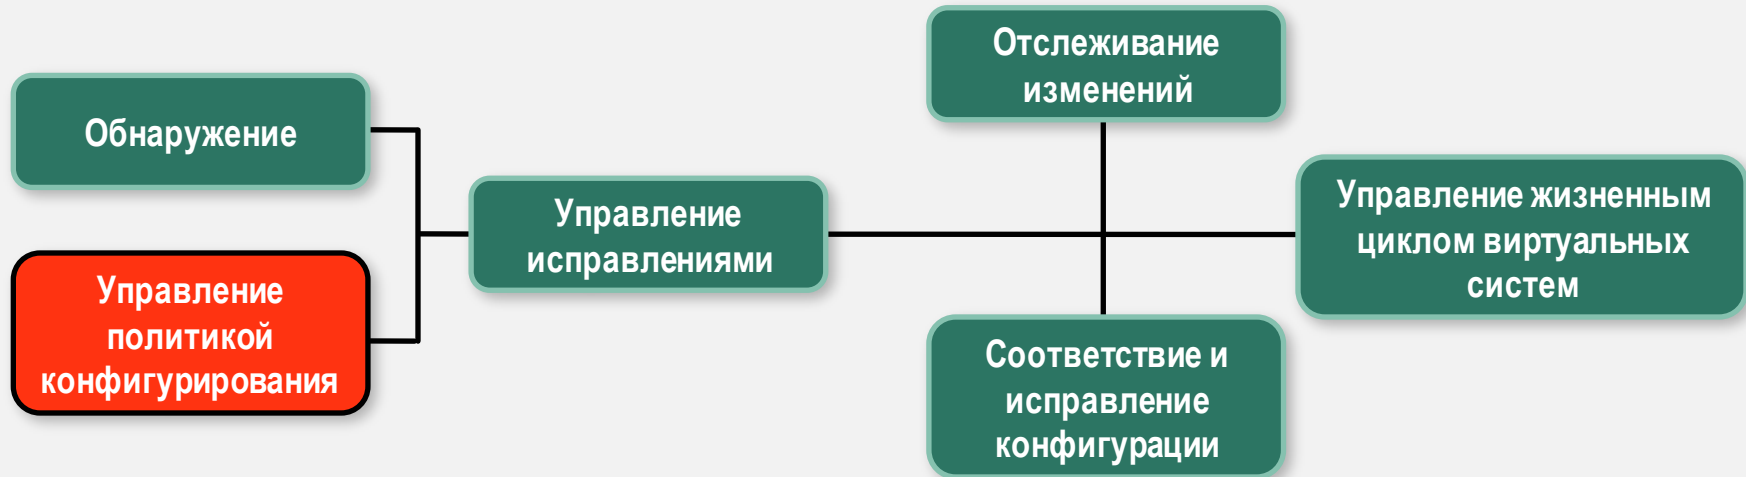 Обнаружение
Управление
политикой
конфигурирования
Управление
исправлениями
Отслеживание
изменений
Соответствие и
исправление
конфигурации
Управление жизненным
циклом виртуальных
систем